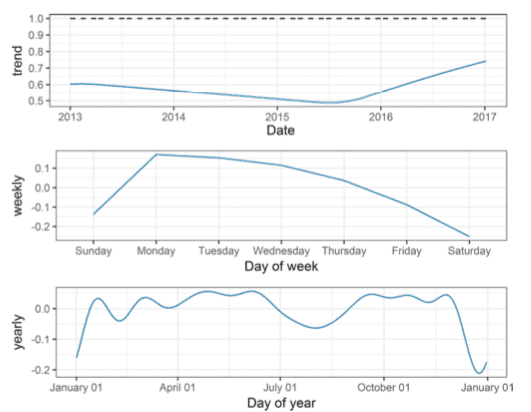 trend
1.0
0.9
0.8
0.7
0.6
0.5
2013 2014 2015 2016 2017
Date
weekly
0.1
0.0
-0.1
-0.2
Sunday Monday Tuesday Wednesday Thursday Friday Saturday
Day of week
yearly
0.0
-0.1
-0.2
January 01 April 01 July 01 October 01 January 01
Day of year